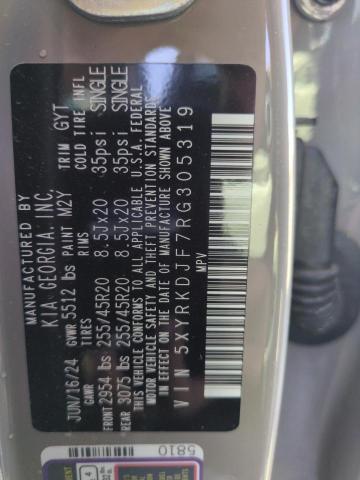 MANUFACTURED BY
KIA GEORGIA, INC.
JUN/16/24 PAINT M2Y TRIM GYT
GVWR 5512 lbs
GAWR TIRES RIMS COLD TIRE INFL
FRONT 2954 lbs 255/45R20 8.5Jx20 35psi SINGLE
REAR 3075 lbs 255/45R20 8.5Jx20 35psi SINGLE
THIS VEHICLE CONFORMS TO ALL APPLICABLE U.S.A. FEDERAL
MOTOR VEHICLE SAFETY AND THEFT PREVENTION STANDARDS
IN EFFECT ON THE DATE OF MANUFACTURE SHOWN ABOVE
VIN 5XYRKDJF7RG305319
MPV
5810